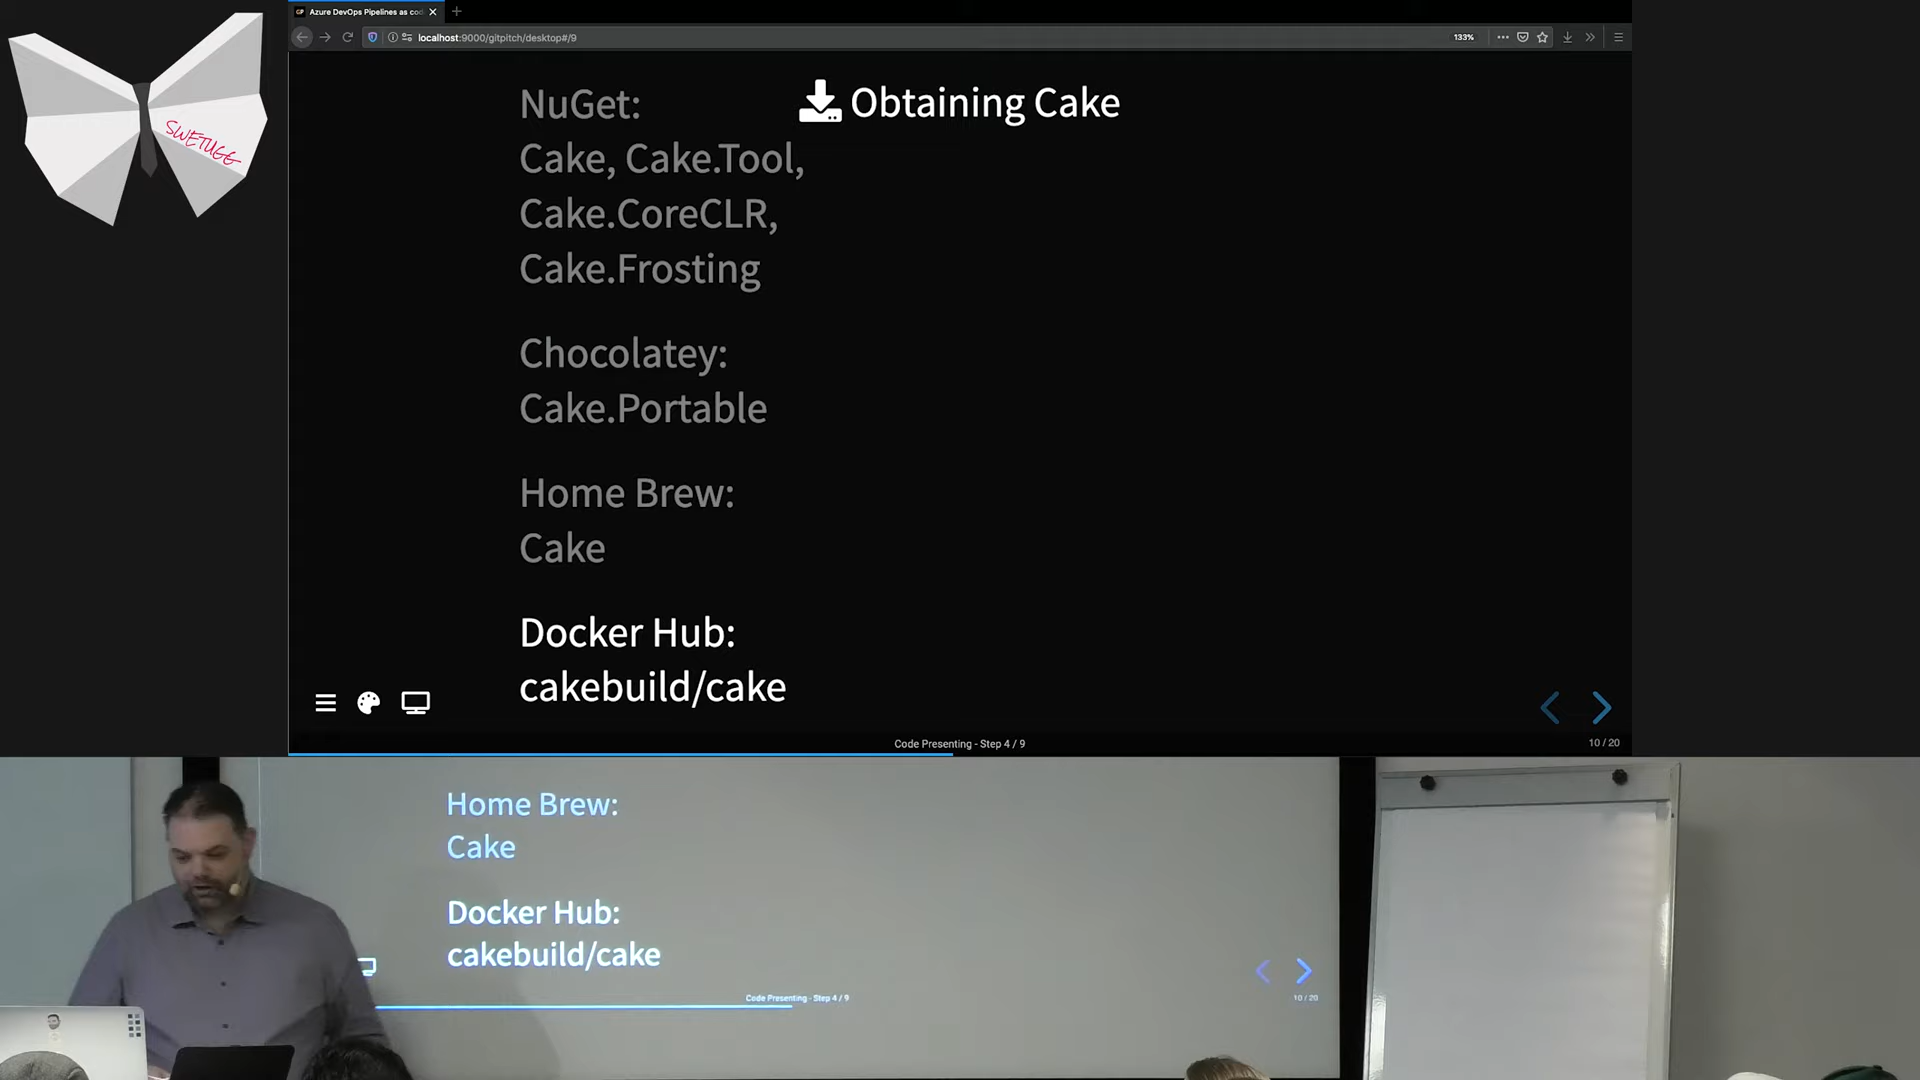 Azure DevOps Pipelines as cod
localhost:9000/gitpitch/desktop#/9
133%
SWETUGG
Obtaining Cake
NuGet:
Cake, Cake.Tool,
Cake.CoreCLR,
Cake.Frosting
Chocolatey:
Cake.Portable
Home Brew:
Cake
Docker Hub:
cakebuild/cake
Code Presenting - Step 4 / 9
10 / 20
Home Brew:
Cake
Docker Hub:
cakebuild/cake
Code Presenting - Step 4 / 9
10 / 20